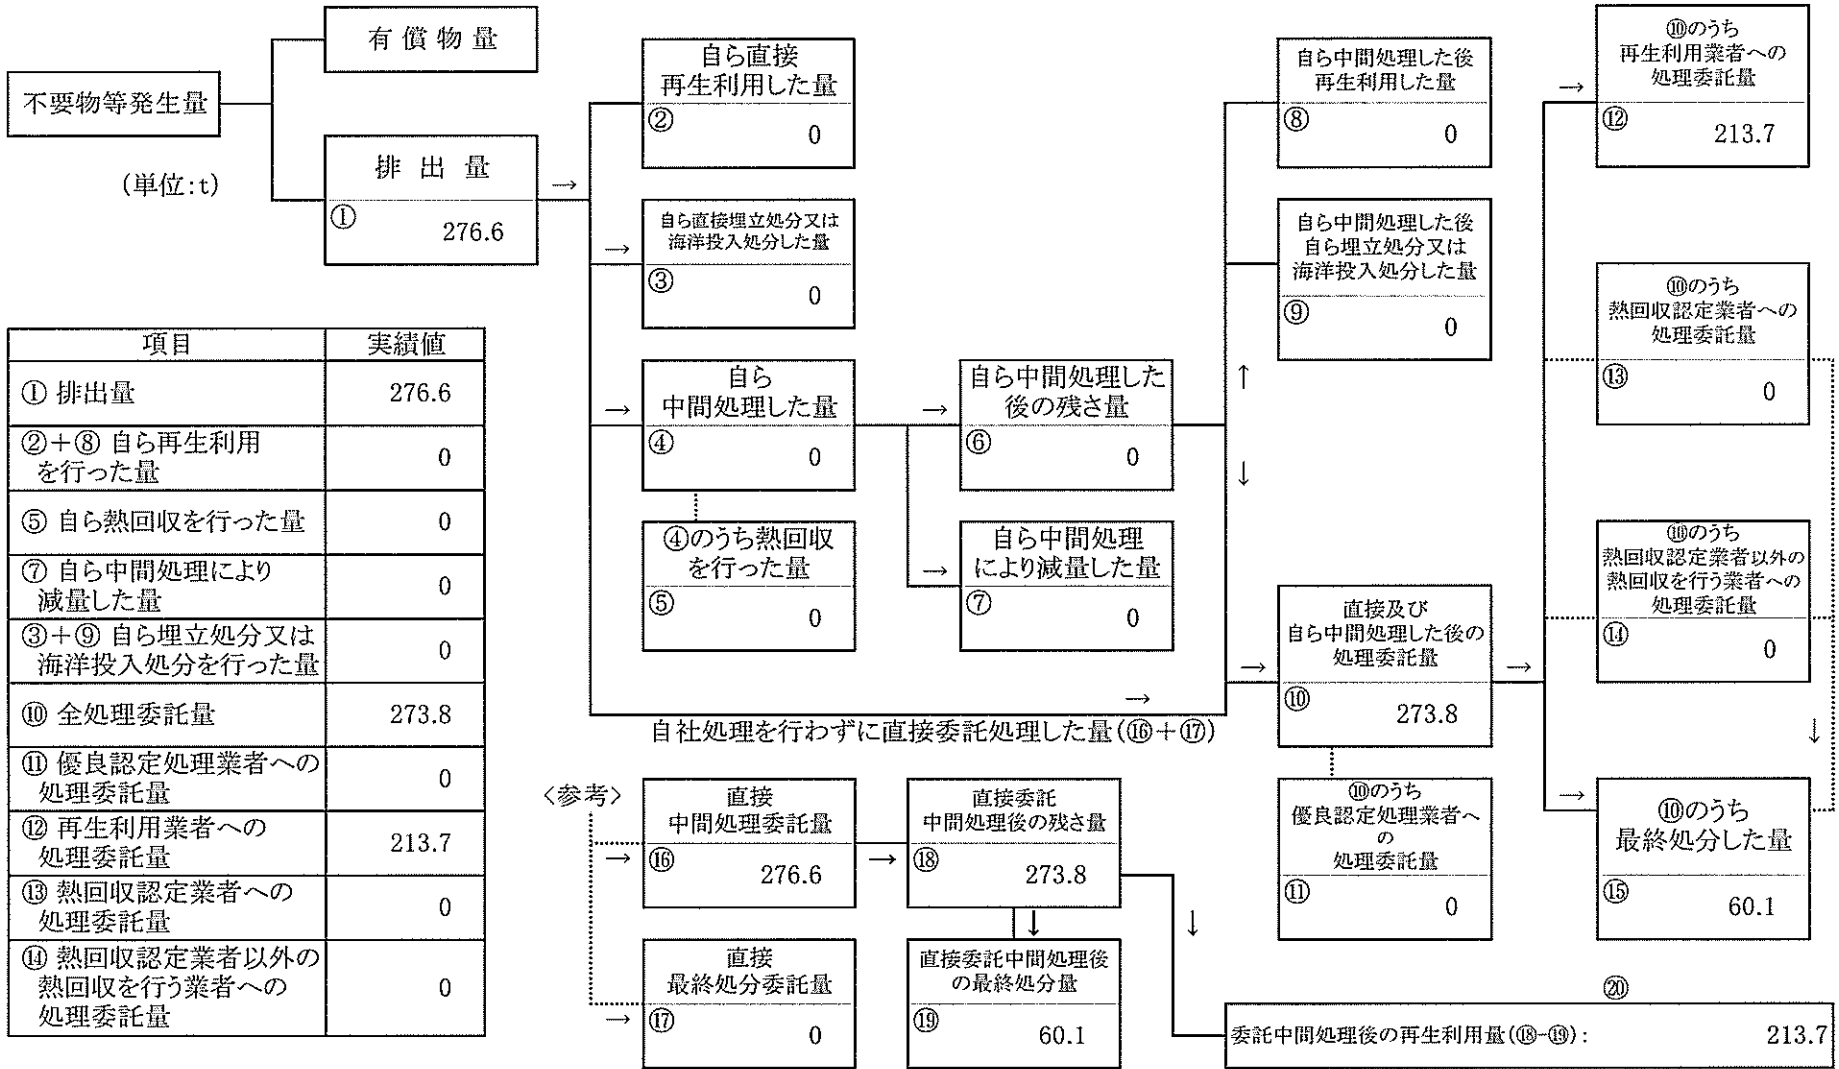 不要物等発生量
(単位:t)
有償物量
排出量
①
276.6
自ら直接
再生利用した量
②
0
自ら直接埋立処分又は
海洋投入処分した量
③
0
自ら
中間処理した量
④
0
④のうち熱回収
を行った量
⑤
0
自ら中間処理した
後の残さ量
⑥
0
自ら中間処理
により減量した量
⑦
0
自ら中間処理した後
再生利用した量
⑧
0
自ら中間処理した後
自ら埋立処分又は
海洋投入処分した量
⑨
0
直接及び
自ら中間処理した後の
処理委託量
⑩
273.8
⑩のうち
優良認定処理業者へ
の
処理委託量
⑪
0
⑩のうち
再生利用業者への
処理委託量
⑫
213.7
⑩のうち
熱回収認定業者への
処理委託量
⑬
0
⑩のうち
熱回収認定業者以外の
熱回収を行う業者への
処理委託量
⑭
0
⑩のうち
最終処分した量
⑮
60.1
自社処理を行わずに直接委託処理した量(⑯+⑰)
<参考>
直接
中間処理委託量
⑯
276.6
直接
最終処分委託量
⑰
0
直接委託
中間処理後の残さ量
⑱
273.8
直接委託中間処理後
の最終処分量
⑲
60.1
⑳
委託中間処理後の再生利用量(⑱-⑲): 213.7
項目 実績値
① 排出量 276.6
②+⑧ 自ら再生利用
を行った量 0
⑤ 自ら熱回収を行った量 0
⑦ 自ら中間処理により
減量した量 0
③+⑨ 自ら埋立処分又は
海洋投入処分を行った量 0
⑩ 全処理委託量 273.8
⑪ 優良認定処理業者への
処理委託量 0
⑫ 再生利用業者への
処理委託量 213.7
⑬ 熱回収認定業者への
処理委託量 0
⑭ 熱回収認定業者以外の
熱回収を行う業者への
処理委託量 0